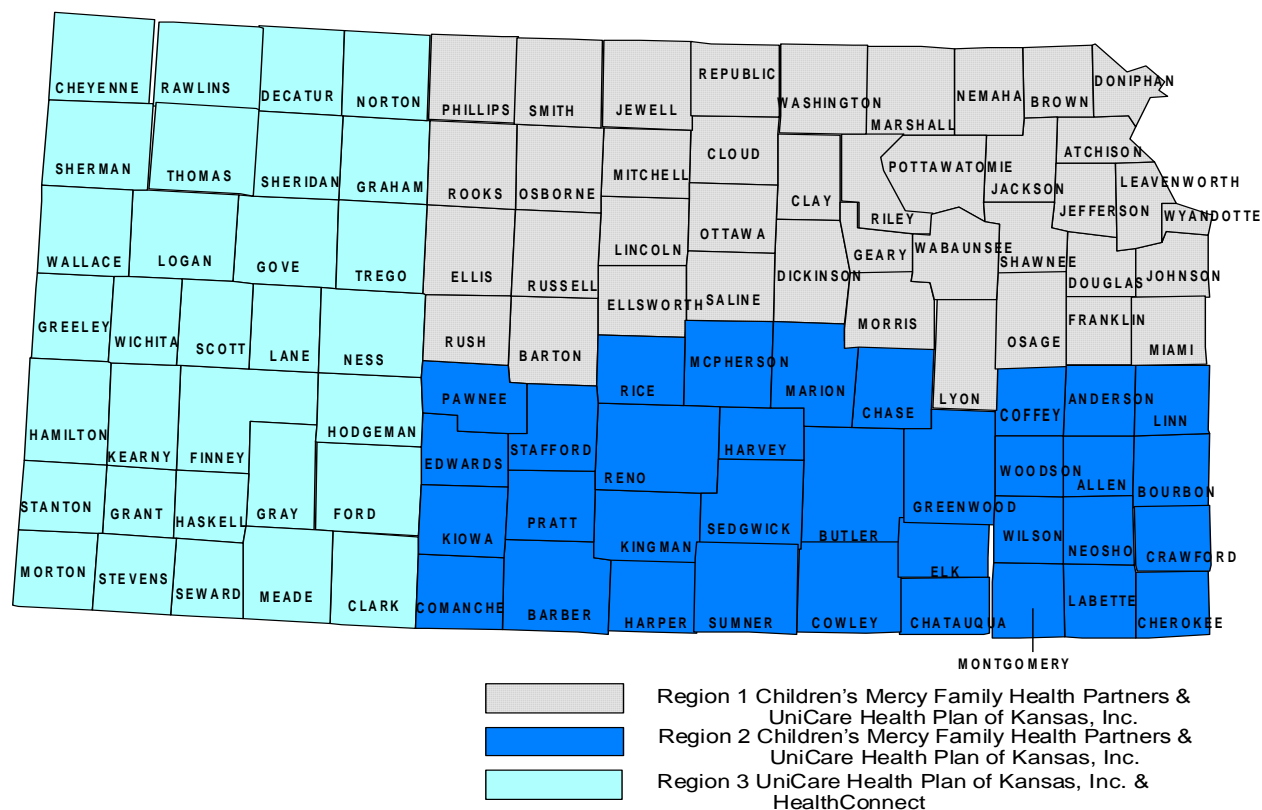 CHEYENNE
RAWLINS
DECATUR
NORTON
PHILLIPS
SMITH
JEWELL
REPUBLIC
WASHINGTON
MARSHALL
NEMAHA
BROWN
DONIPHAN
SHERMAN
THOMAS
SHERIDAN
GRAHAM
ROOKS
OSBORNE
MITCHELL
CLOUD
CLAY
POTTAWATOMIE
JACKSON
ATCHISON
LEAVENWORTH
JEFFERSON
WYANDOTTE
WALLACE
LOGAN
GOVE
TREGO
ELLIS
RUSSELL
LINCOLN
OTTAWA
RILEY
GEARY
WABAUNSEE
SHAWNEE
DICKINSON
DOUGLAS
JOHNSON
GREELEY
WICHITA
SCOTT
LANE
NESS
RUSH
BARTON
ELLSWORTH
SALINE
MORRIS
OSAGE
FRANKLIN
MIAMI
LYON
HAMILTON
KEARNY
FINNEY
HODGEMAN
PAWNEE
RICE
MCPHERSON
MARION
CHASE
COFFEY
ANDERSON
LINN
EDWARDS
STAFFORD
RENO
HARVEY
WOODSON
ALLEN
BOURBON
STANTON
GRANT
HASKELL
GRAY
FORD
KIOWA
PRATT
KINGMAN
SEDGWICK
BUTLER
GREENWOOD
WILSON
NEOSHO
CRAWFORD
ELK
MORTON
STEVENS
SEWARD
MEADE
CLARK
COMANCHE
BARBER
HARPER
SUMNER
COWLEY
CHATAUQUA
LABETTE
CHEROKEE
MONTGOMERY
Region 1 Children's Mercy Family Health Partners &
UniCare Health Plan of Kansas, Inc.
Region 2 Children's Mercy Family Health Partners &
UniCare Health Plan of Kansas, Inc.
Region 3 UniCare Health Plan of Kansas, Inc. &
HealthConnect